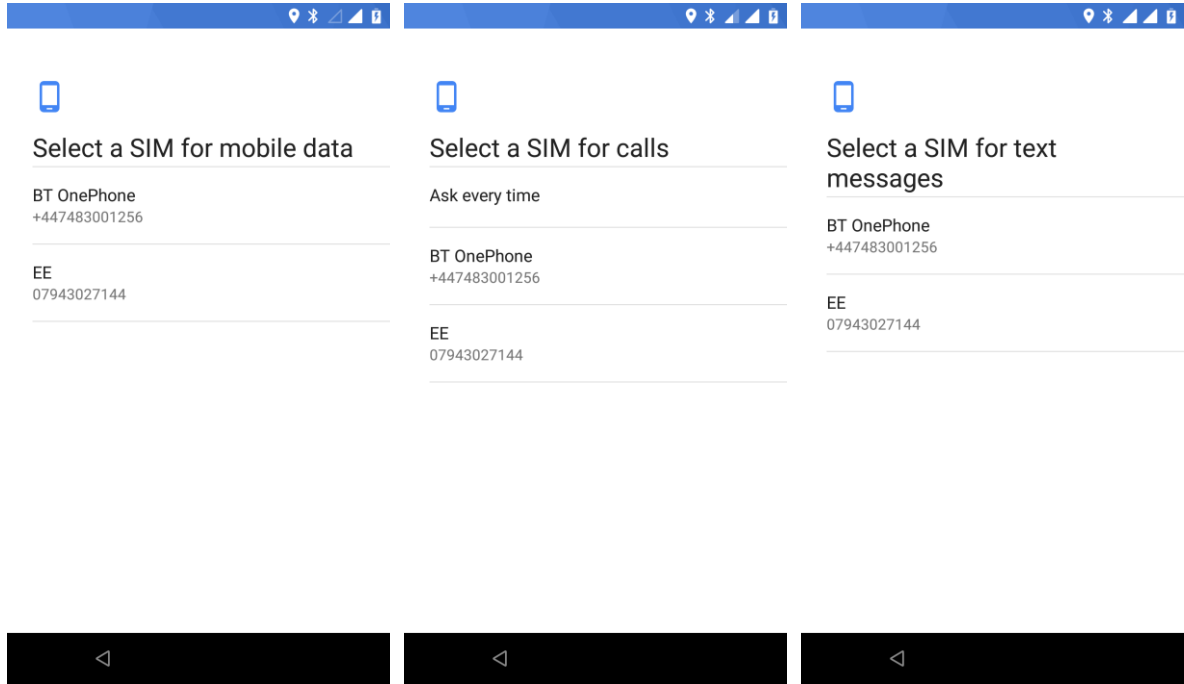 Select a SIM for mobile data
BT OnePhone
+447483001256
EE
07943027144
Select a SIM for calls
Ask every time
BT OnePhone
+447483001256
EE
07943027144
Select a SIM for text
messages
BT OnePhone
+447483001256
EE
07943027144